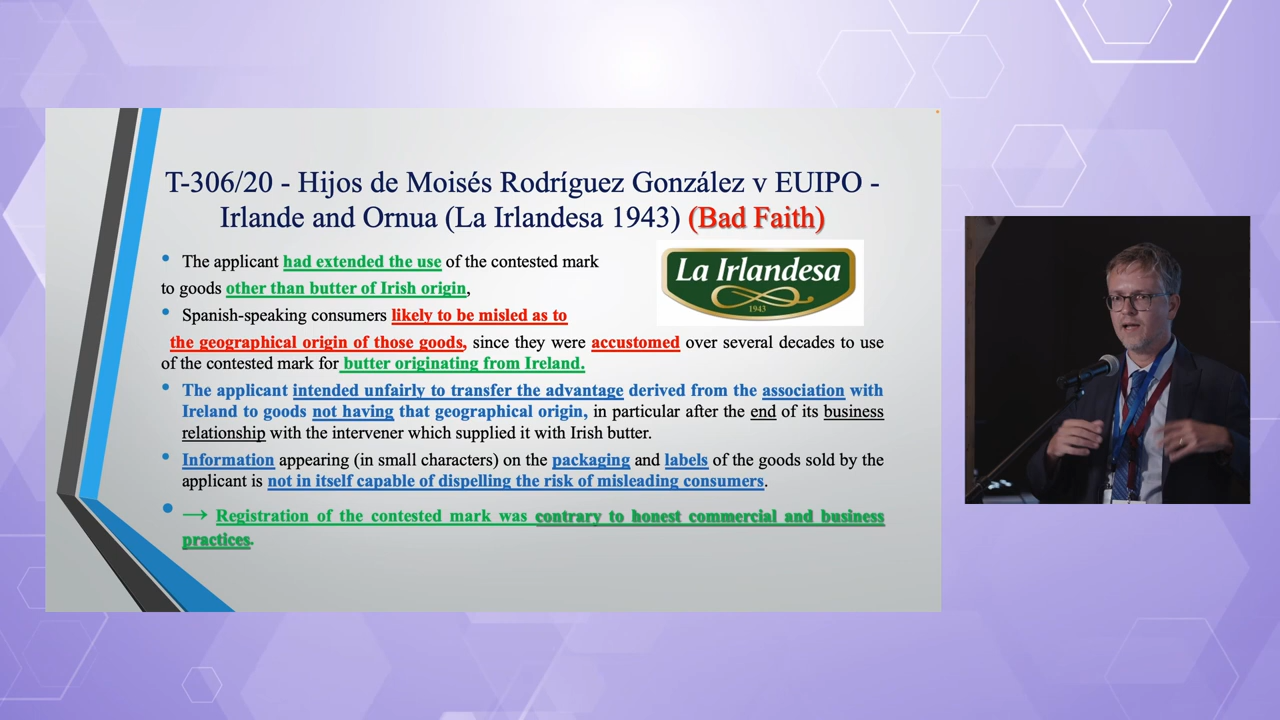 T-306/20 - Hijos de Moisés Rodríguez González v EUIPO -
Irlande and Ornua (La Irlandesa 1943) (Bad Faith)
• The applicant had extended the use of the contested mark
to goods other than butter of Irish origin,
La Irlandesa
1943
• Spanish-speaking consumers likely to be misled as to
the geographical origin of those goods, since they were accustomed over several decades to use
of the contested mark for butter originating from Ireland.
• The applicant intended unfairly to transfer the advantage derived from the association with
Ireland to goods not having that geographical origin, in particular after the end of its business
relationship with the intervener which supplied it with Irish butter.
• Information appearing (in small characters) on the packaging and labels of the goods sold by the
applicant is not in itself capable of dispelling the risk of misleading consumers.
• → Registration of the contested mark was contrary to honest commercial and business
practices.